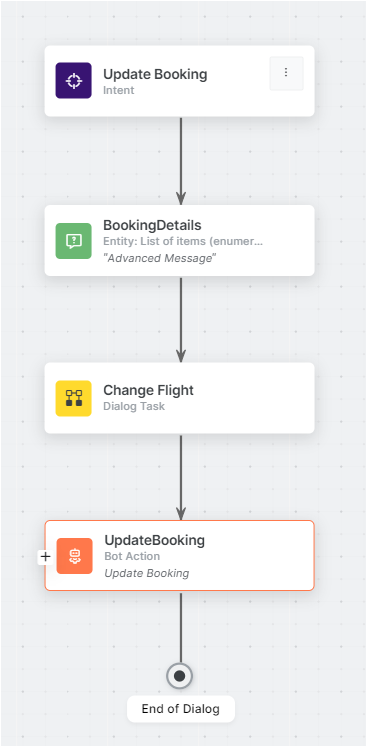 Update Booking
Intent
BookingDetails
Entity: List of items (enumer...
"Advanced Message"
Change Flight
Dialog Task
UpdateBooking
Bot Action
Update Booking
End of Dialog